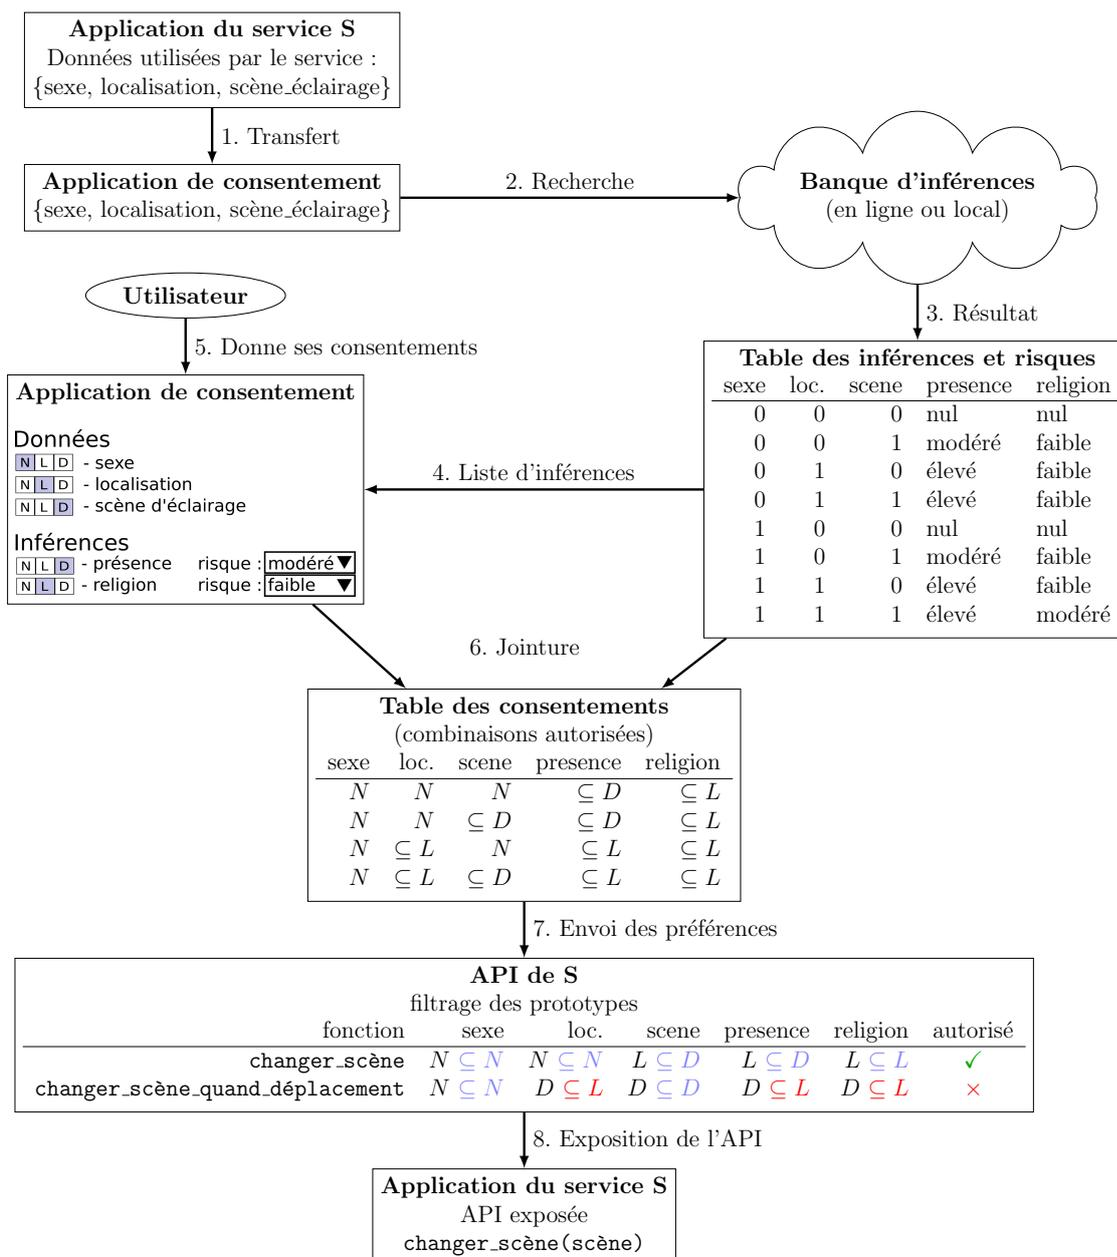 Application du service S
Données utilisées par le service :
{sexe, localisation, scène_éclairage}
1. Transfert
Application de consentement
{sexe, localisation, scène_éclairage}
2. Recherche
Banque d'inférences
(en ligne ou local)
3. Résultat
Table des inférences et risques
sexe loc. scene presence religion
0 0 0 nul nul
0 0 1 modéré faible
0 1 0 élevé faible
0 1 1 élevé faible
1 0 0 nul nul
1 0 1 modéré faible
1 1 0 élevé faible
1 1 1 élevé modéré
4. Liste d'inférences
Utilisateur
5. Donne ses consentements
Application de consentement
Données
N L D - sexe
N L D - localisation
N L D - scène d'éclairage
Inférences
N L D - présence risque : modéré ▼
N L D - religion risque : faible ▼
6. Jointure
Table des consentements
(combinaisons autorisées)
sexe loc. scene presence religion
N N N ⊆ D ⊆ L
N N ⊆ D ⊆ D ⊆ L
N ⊆ L N ⊆ L ⊆ L
N ⊆ L ⊆ D ⊆ L ⊆ L
7. Envoi des préférences
API de S
filtrage des prototypes
fonction sexe loc. scene presence religion autorisé
changer_scène N ⊆ N N ⊆ N L ⊆ D L ⊆ D L ⊆ L ✓
changer_scène_quand_déplacement N ⊆ N D ⊆ L D ⊆ D D ⊆ L D ⊆ L ×
8. Exposition de l'API
Application du service S
API exposée
changer_scène(scène)